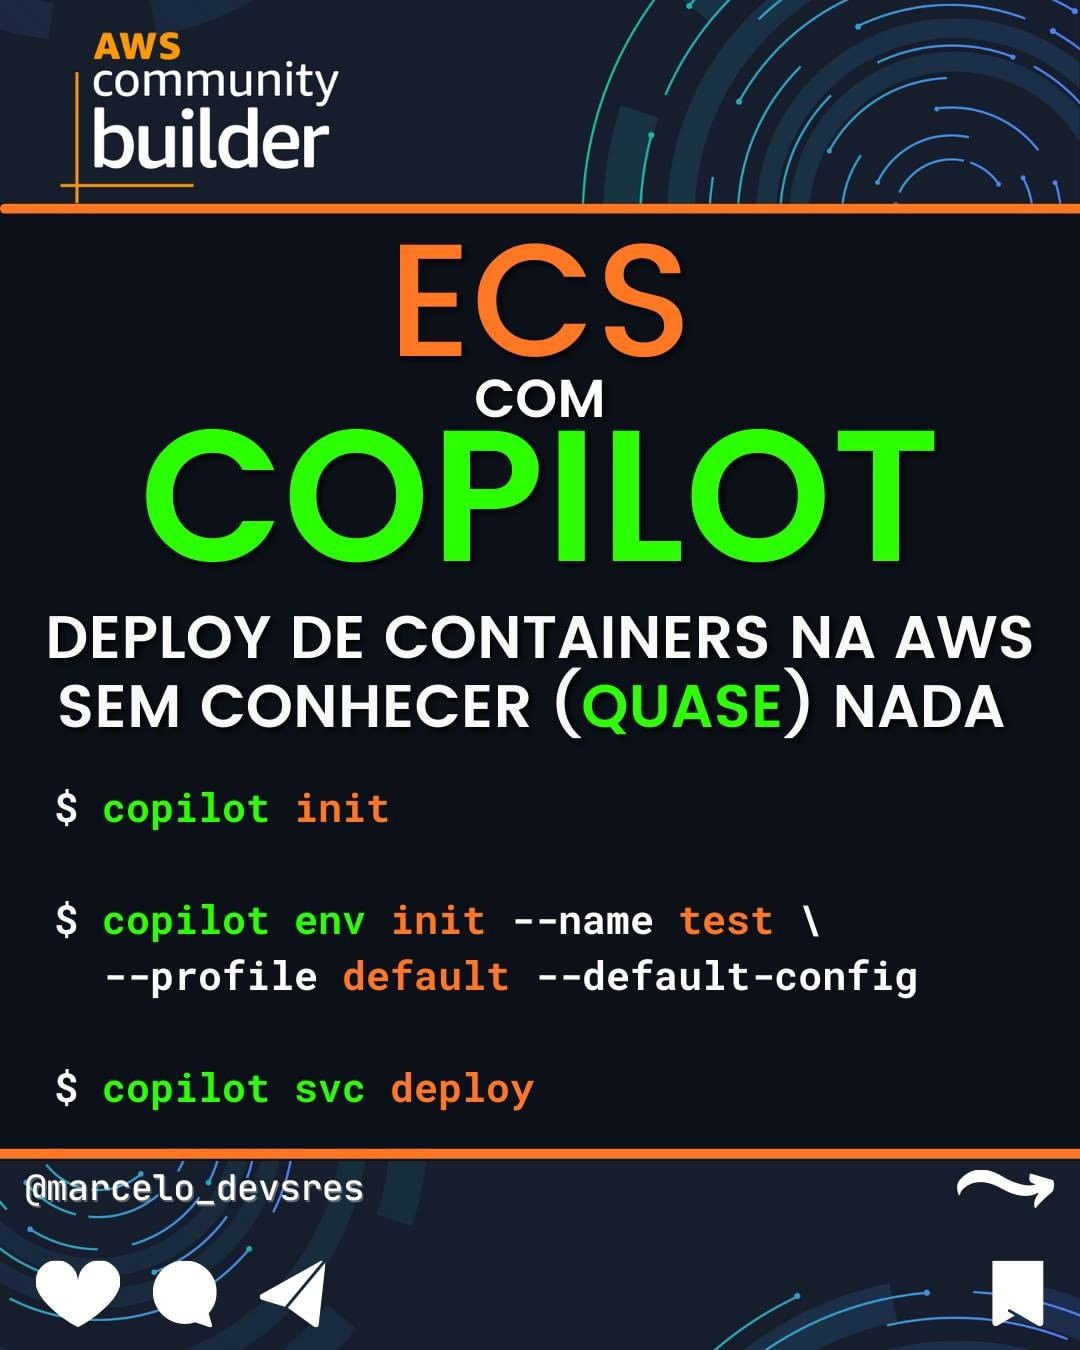 AWS
community
builder
ECS
COM
COPILOT
DEPLOY DE CONTAINERS NA AWS
SEM CONHECER (QUASE) NADA
$ copilot init
$ copilot env init --name test \
--profile default --default-config
$ copilot svc deploy
@marcelo_devsres